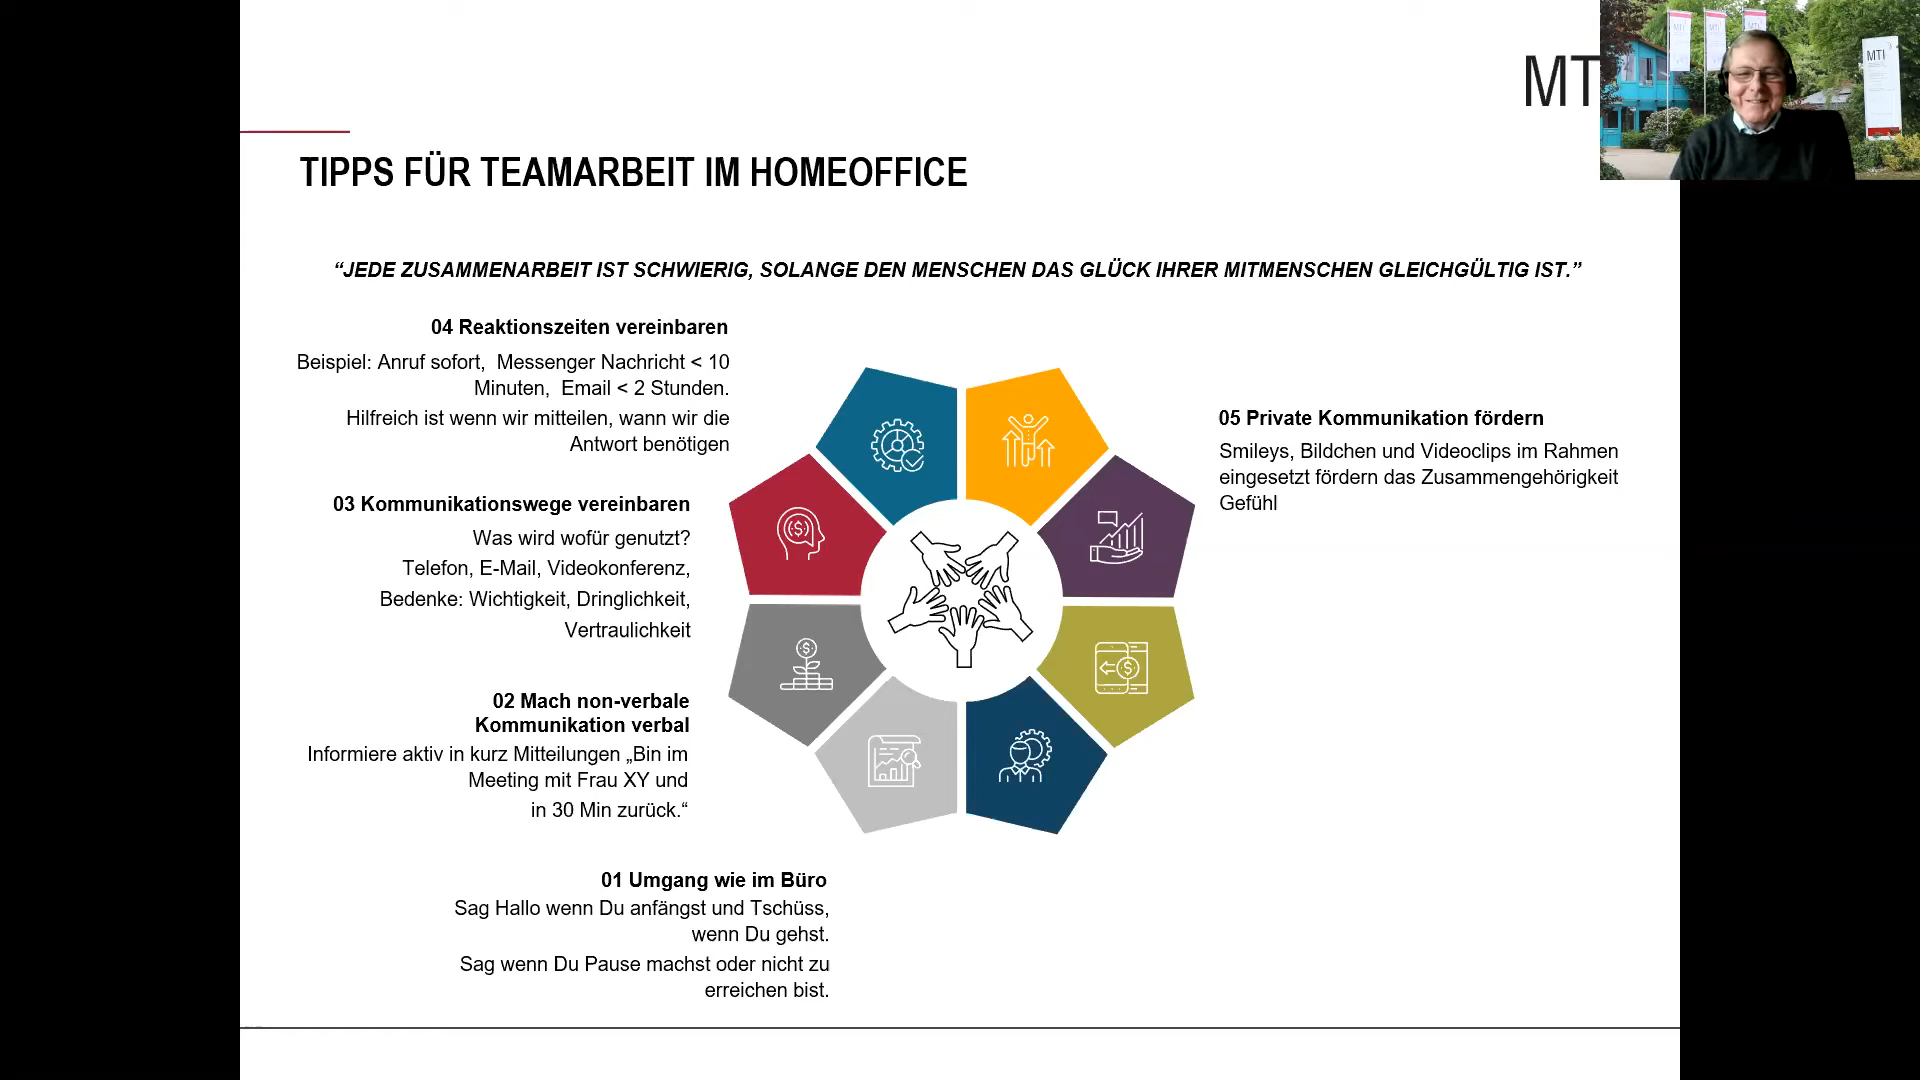 MT
TIPPS FÜR TEAMARBEIT IM HOMEOFFICE
“JEDE ZUSAMMENARBEIT IST SCHWIERIG, SOLANGE DEN MENSCHEN DAS GLÜCK IHRER MITMENSCHEN GLEICHGÜLTIG IST.”
04 Reaktionszeiten vereinbaren
Beispiel: Anruf sofort,  Messenger Nachricht < 10
Minuten,  Email < 2 Stunden.
Hilfreich ist wenn wir mitteilen, wann wir die
Antwort benötigen
03 Kommunikationswege vereinbaren
Was wird wofür genutzt?
Telefon, E-Mail, Videokonferenz,
Bedenke: Wichtigkeit, Dringlichkeit,
Vertraulichkeit
02 Mach non-verbale
Kommunikation verbal
Informiere aktiv in kurz Mitteilungen „Bin im
Meeting mit Frau XY und
in 30 Min zurück.“
01 Umgang wie im Büro
Sag Hallo wenn Du anfängst und Tschüss,
wenn Du gehst.
Sag wenn Du Pause machst oder nicht zu
erreichen bist.
05 Private Kommunikation fördern
Smileys, Bildchen und Videoclips im Rahmen
eingesetzt fördern das Zusammengehörigkeit
Gefühl
MTI